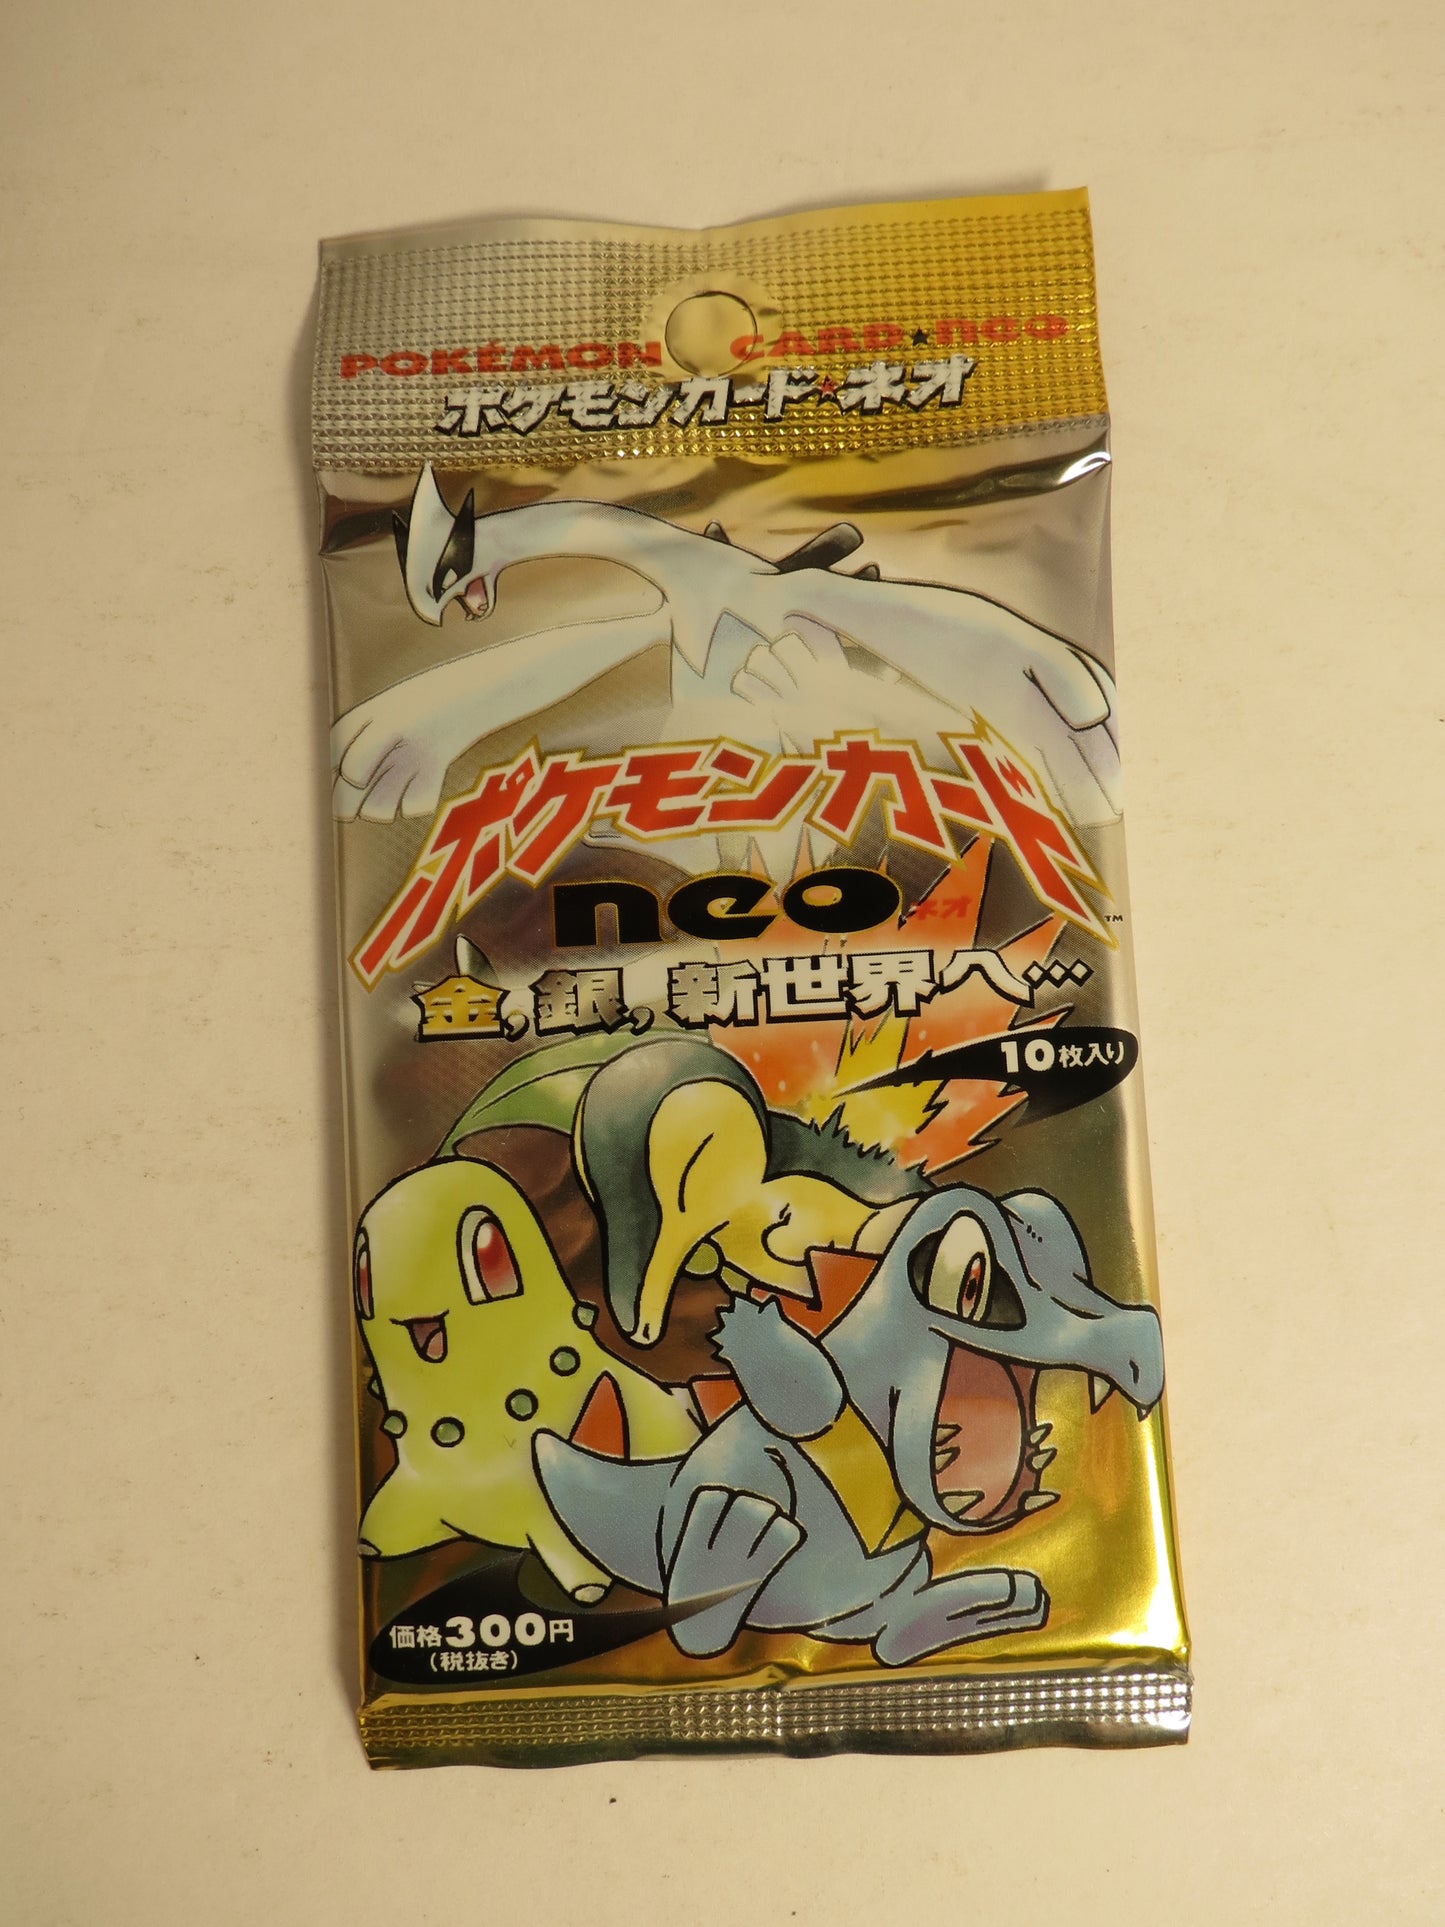 POKÉMON CARD★neo
ポケモンカード★ネオ
ポケモンカード
neo ネオ
TM
金、銀、新世界へ…
10枚入り
価格300円
(税抜き)